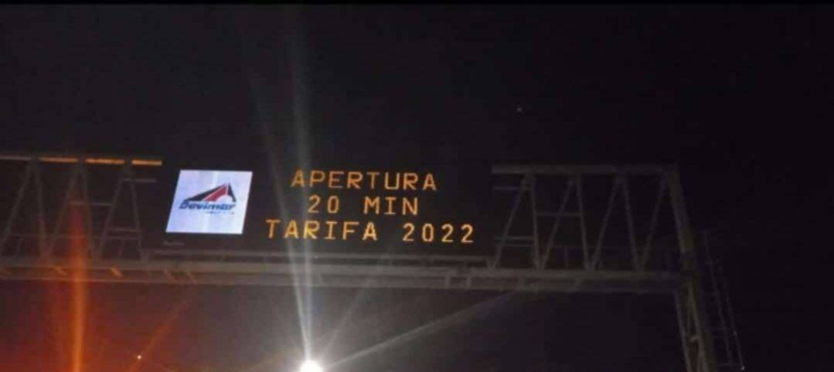 Devimar
APERTURA
20 MIN
TARIFA 2022